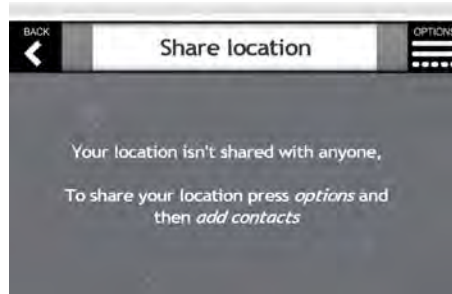 BACK
Share location
OPTIONS
Your location isn't shared with anyone,
To share your location press options and
then add contacts